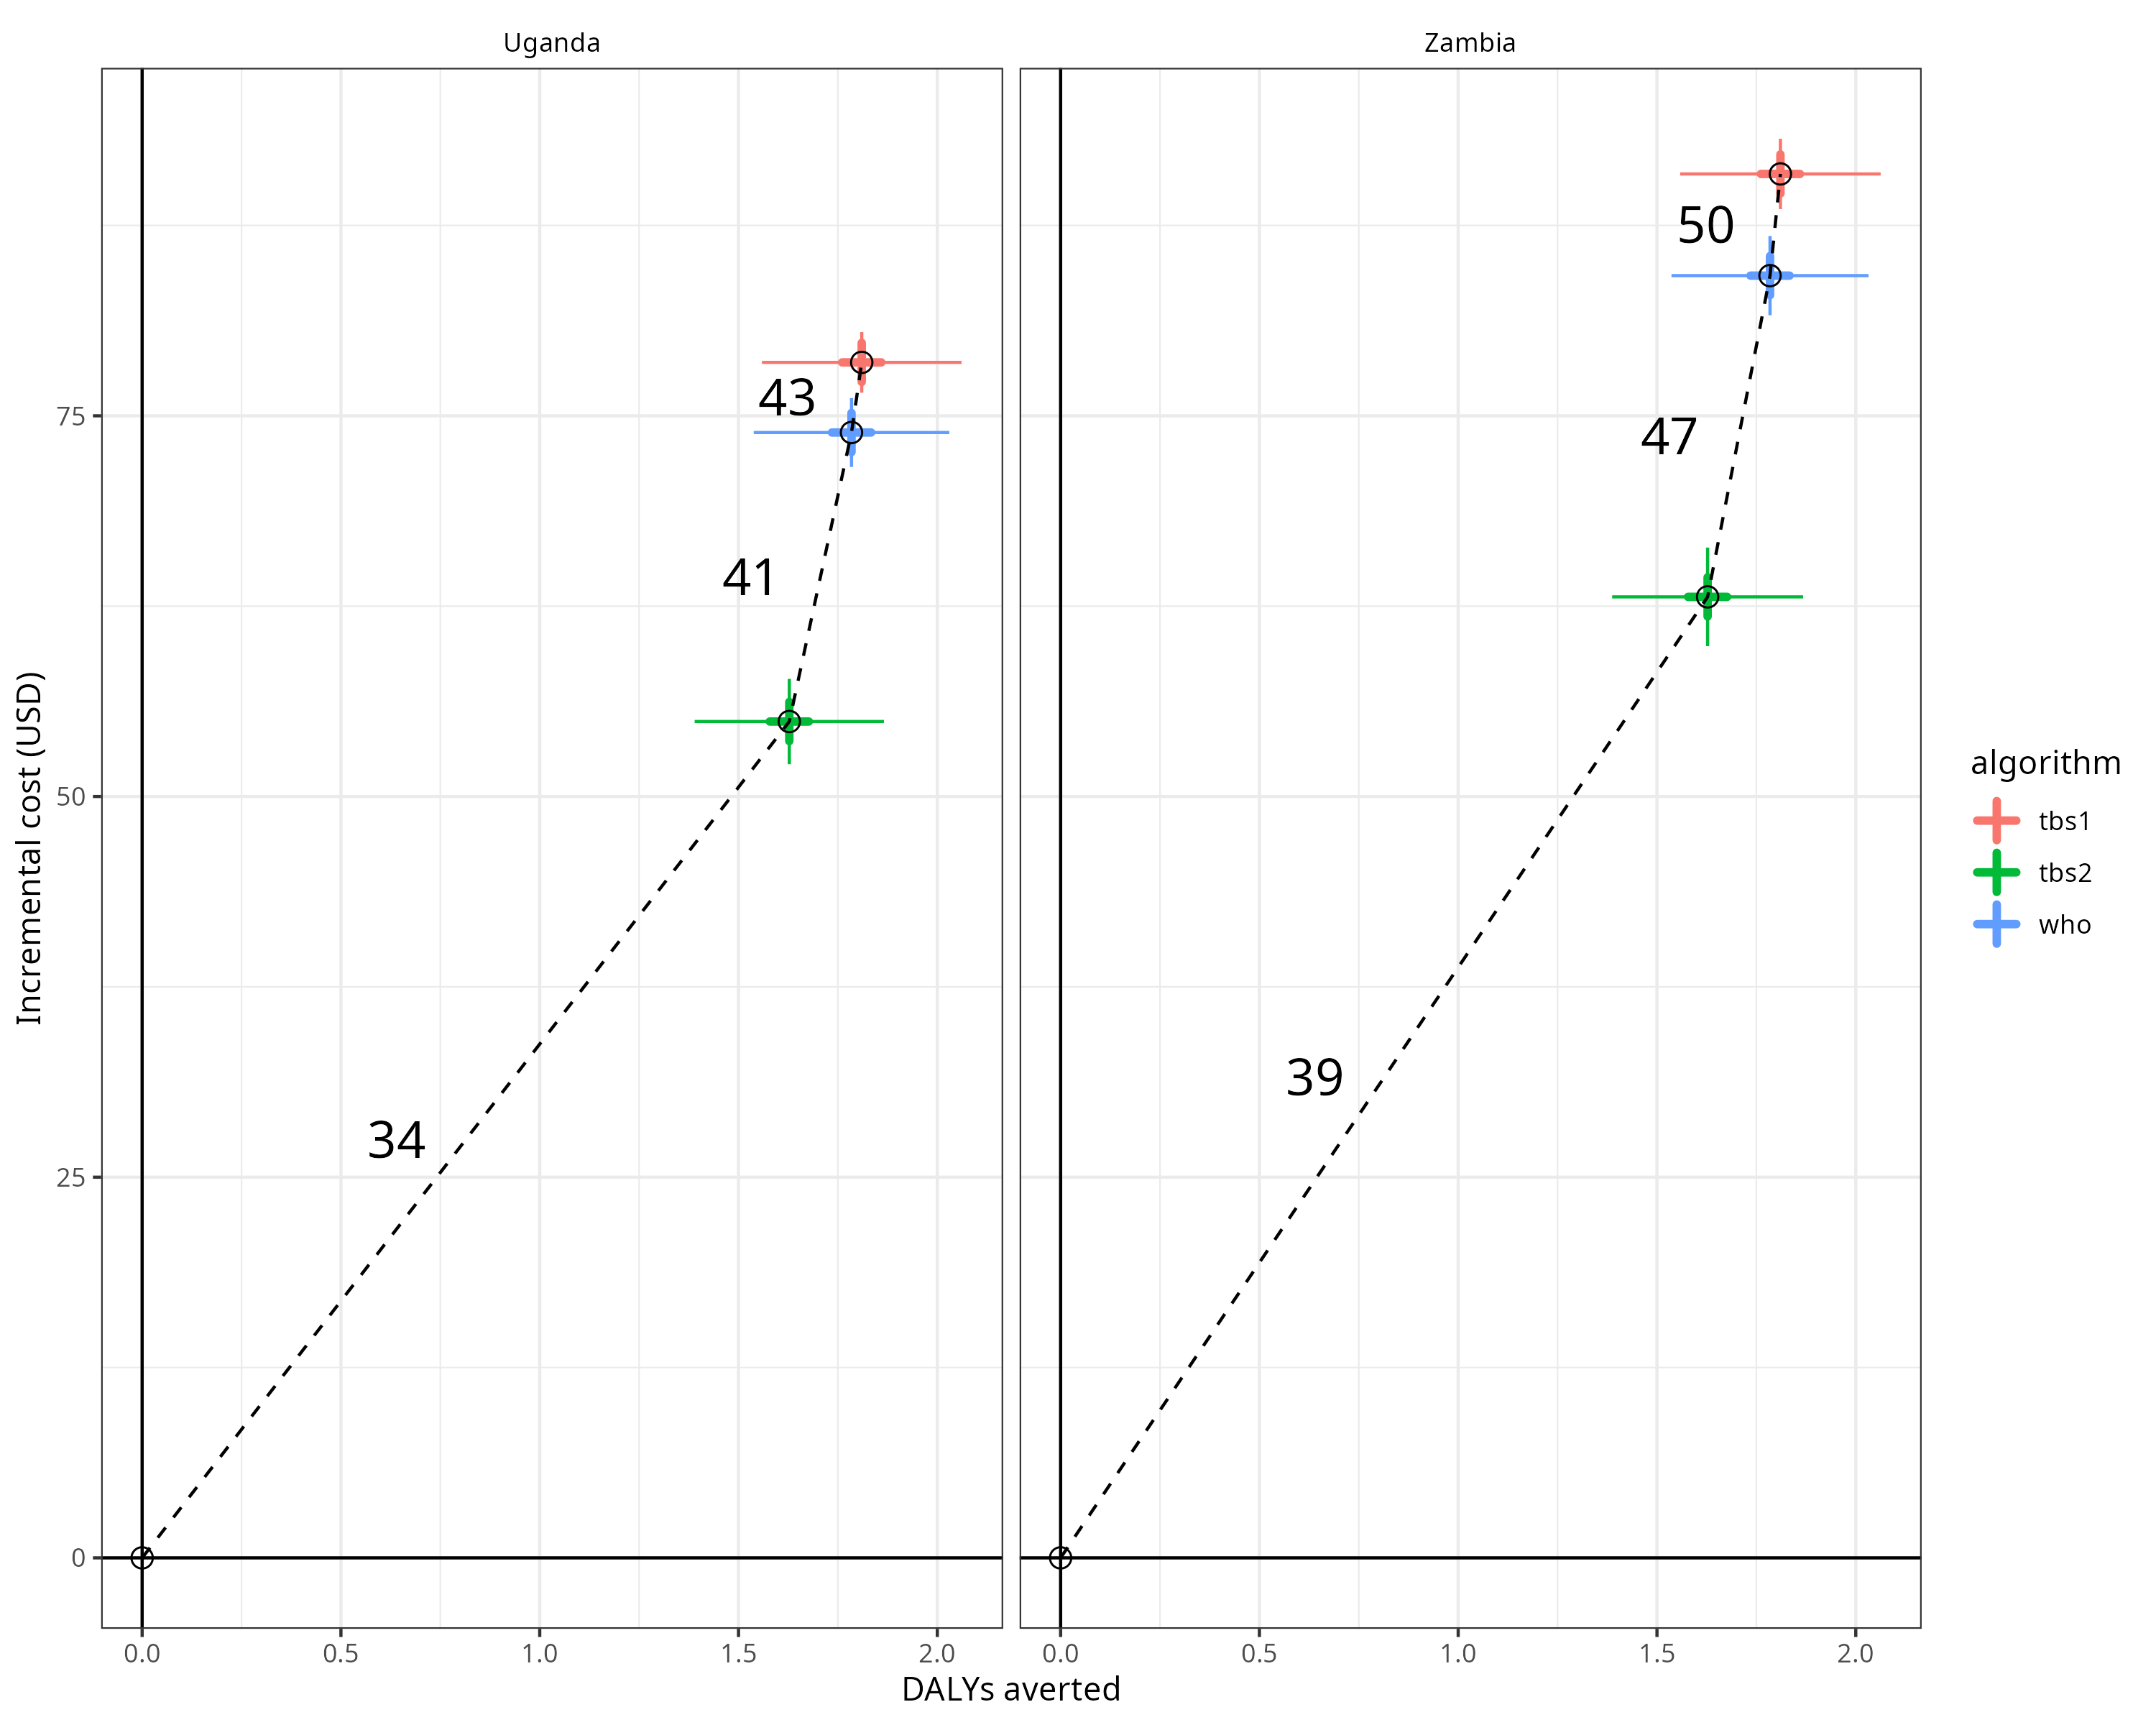 Uganda
Zambia
Incremental cost (USD)
75
50
25
0
43
41
34
50
47
39
0.0 0.5 1.0 1.5 2.0
0.0 0.5 1.0 1.5 2.0
DALYs averted
algorithm
tbs1
tbs2
who